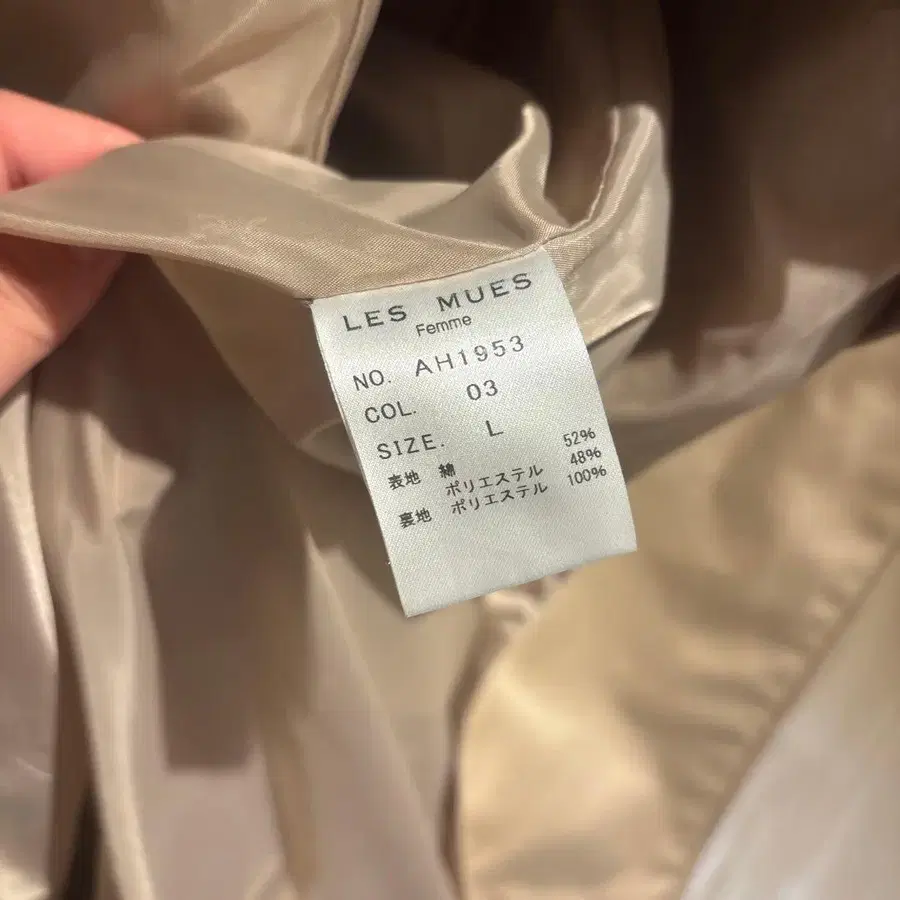 LES MUES
Femme
NO. AH1953
COL. 03
SIZE. L
表地 綿 52%
ポリエステル 48%
裏地 ポリエステル 100%